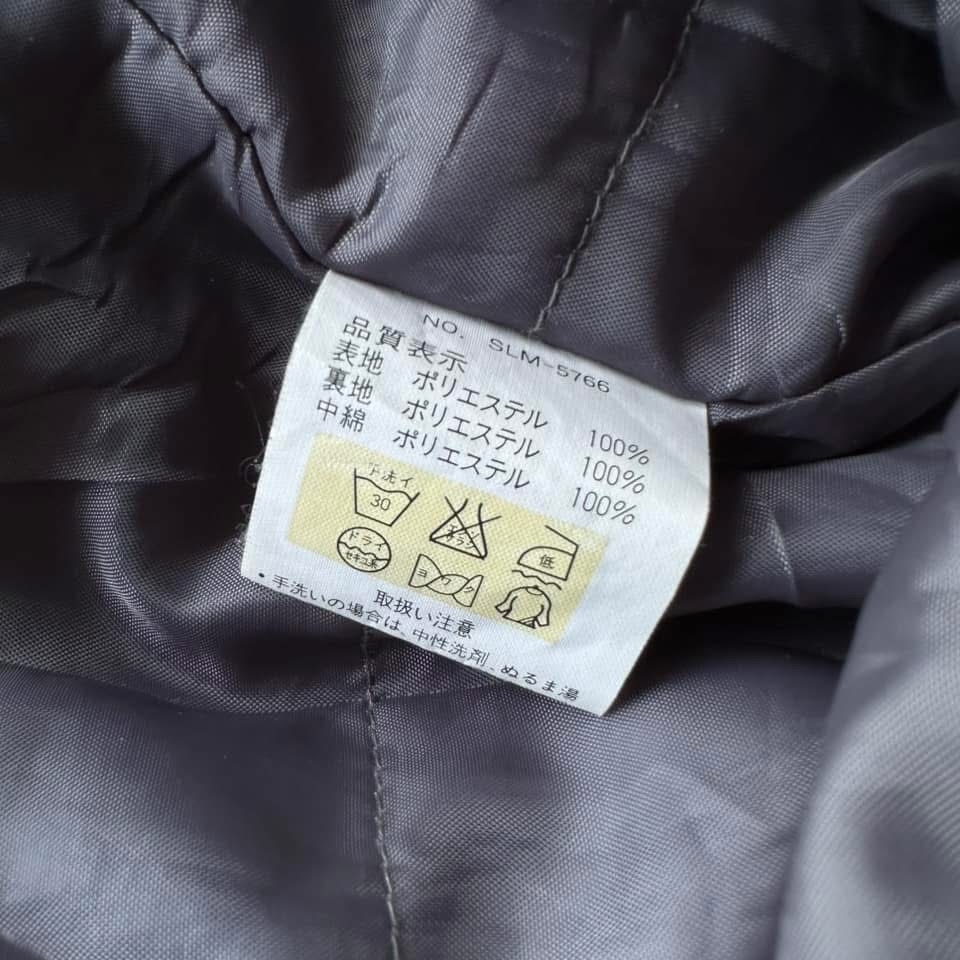 NO. SLM-5766
品質表示
表地 ポリエステル 100%
裏地 ポリエステル 100%
中綿 ポリエステル 100%
手洗イ
30
低
ドライ
セキユ系
ヨワク
取扱い注意
・手洗いの場合は、中性洗剤、ぬるま湯